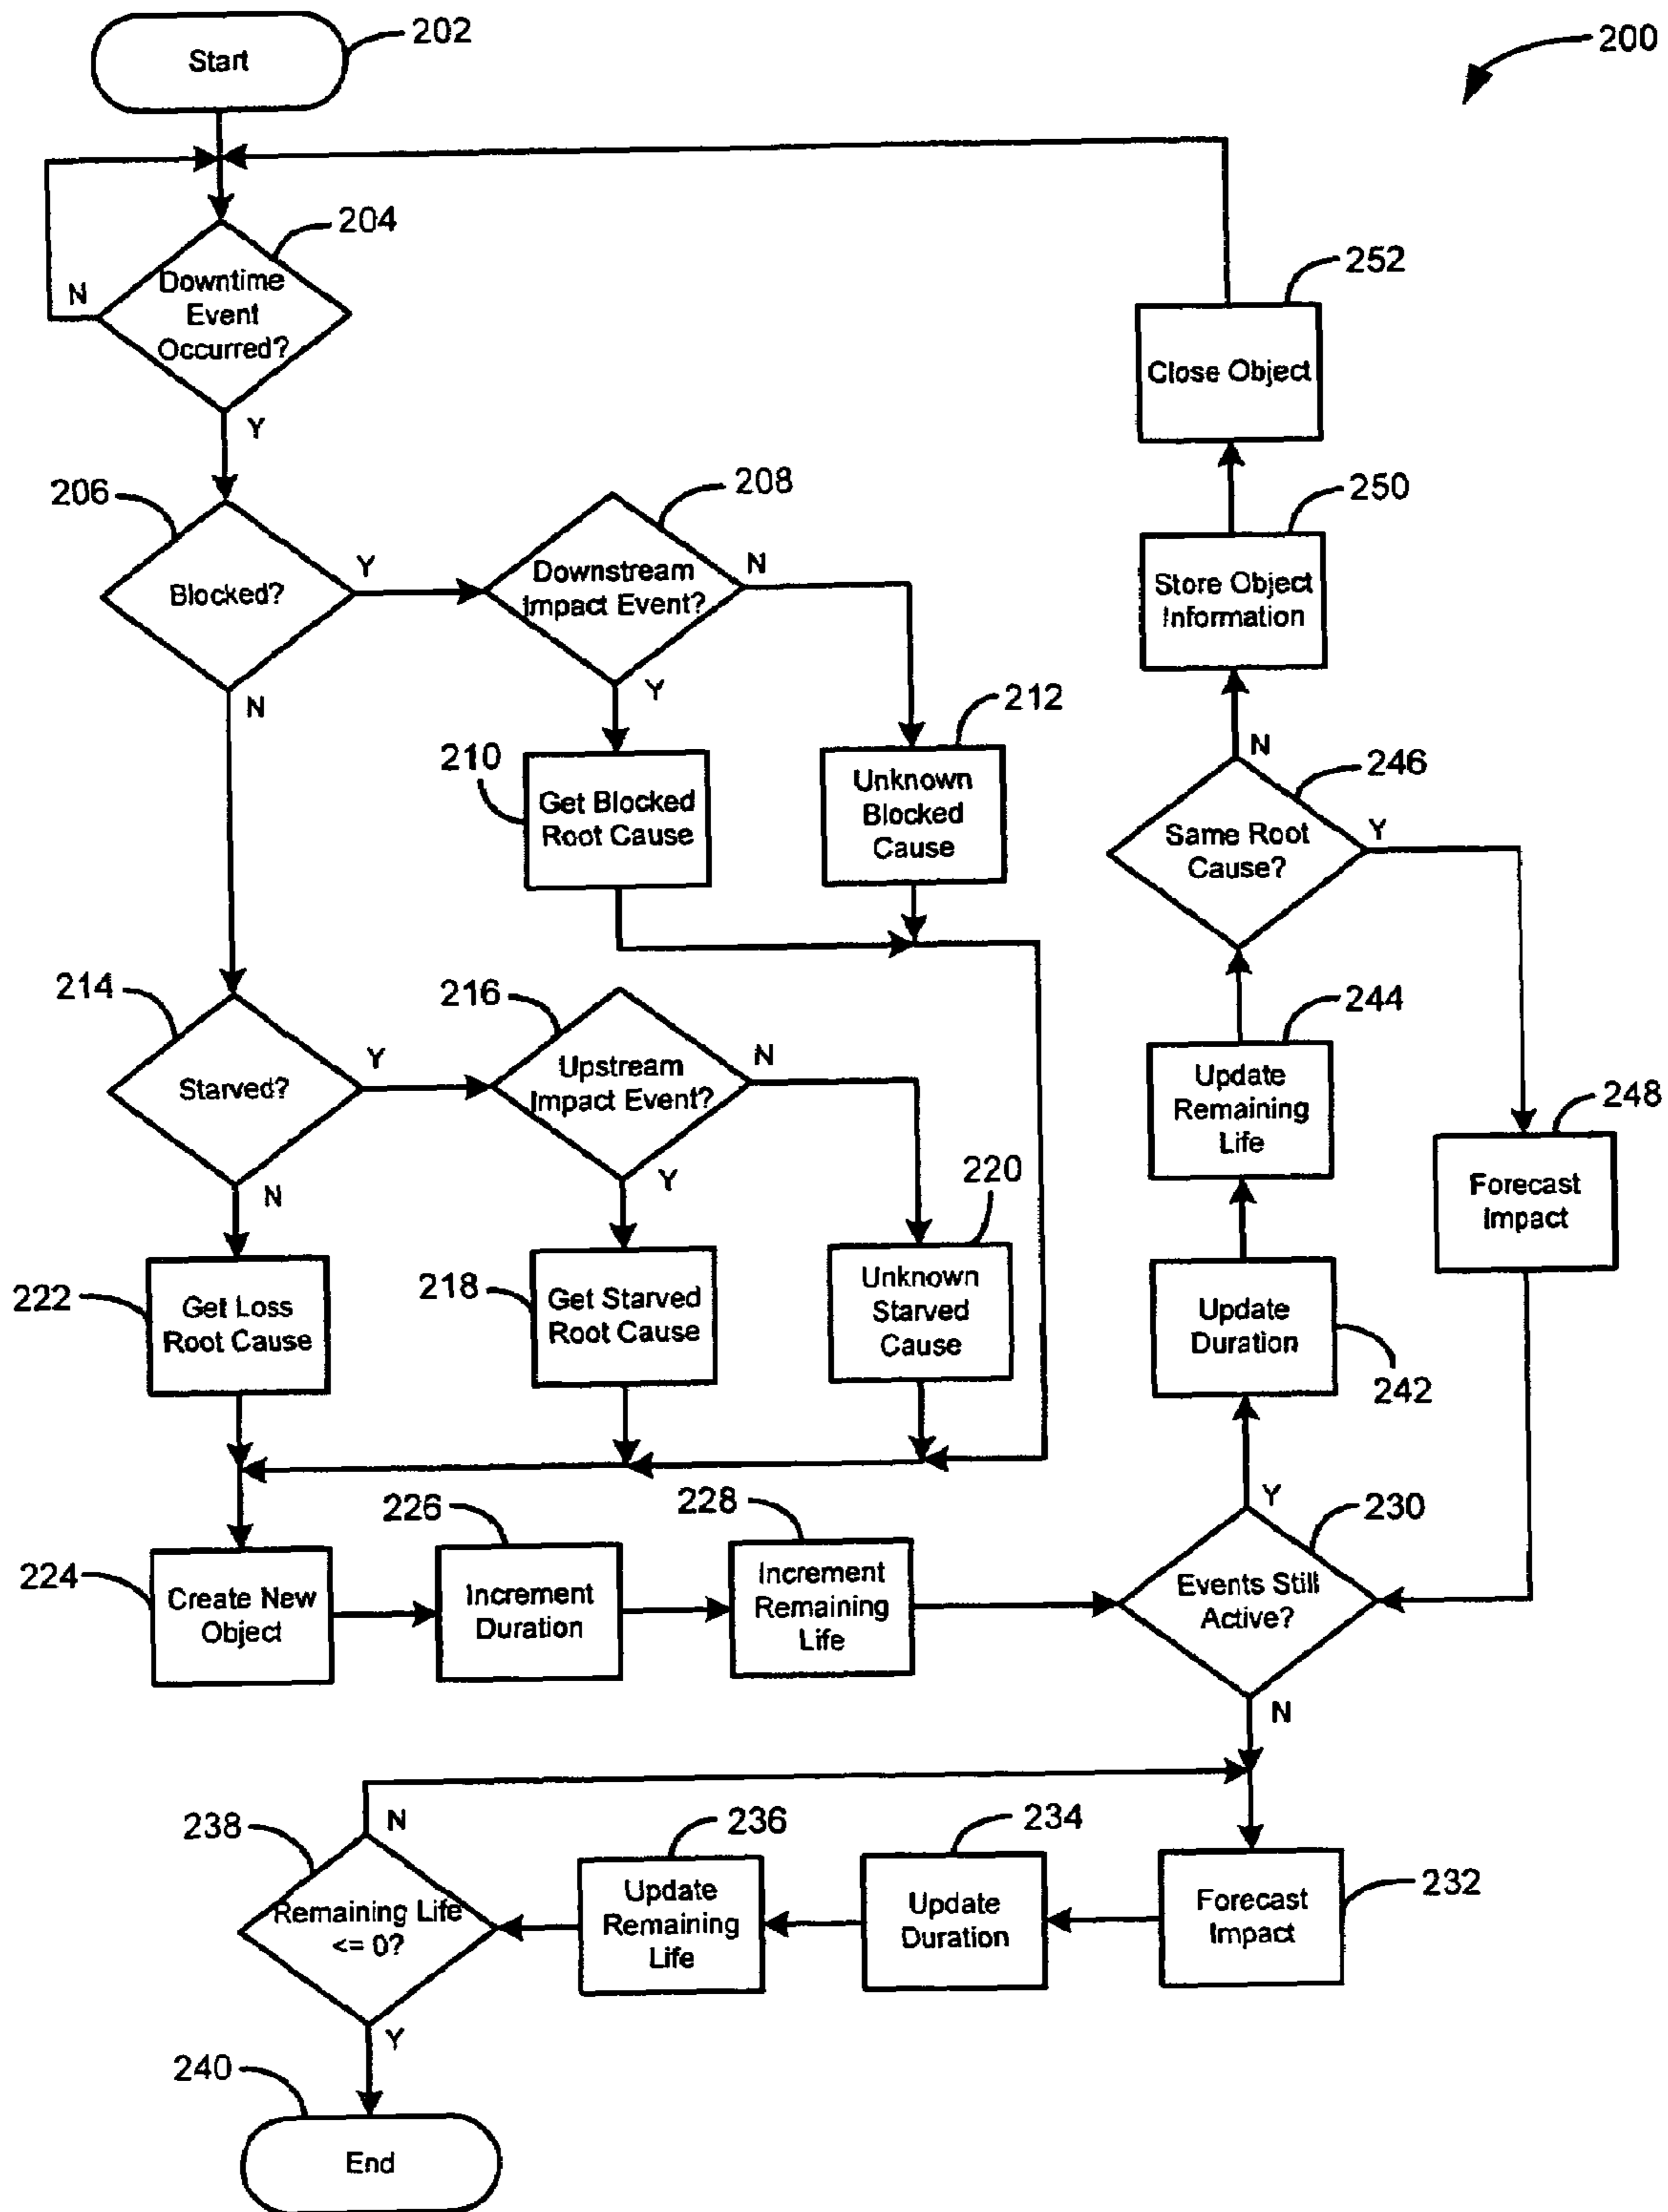 202
Start
200
204
Downtime
Event
Occurred?
N
Y
252
Close Object
206
Blocked?
Y
N
208
Downstream
Impact Event?
N
Y
250
Store Object
Information
210
Get Blocked
Root Cause
212
Unknown
Blocked
Cause
N
246
Same Root
Cause?
Y
214
Starved?
Y
N
216
Upstream
Impact Event?
N
Y
244
Update
Remaining
Life
248
Forecast
Impact
222
Get Loss
Root Cause
218
Get Starved
Root Cause
220
Unknown
Starved
Cause
Update
Duration
242
Y
230
Events Still
Active?
N
224
Create New
Object
226
Increment
Duration
228
Increment
Remaining
Life
238
N
Remaining Life
<= 0?
Y
236
Update
Remaining
Life
234
Update
Duration
232
Forecast
Impact
240
End